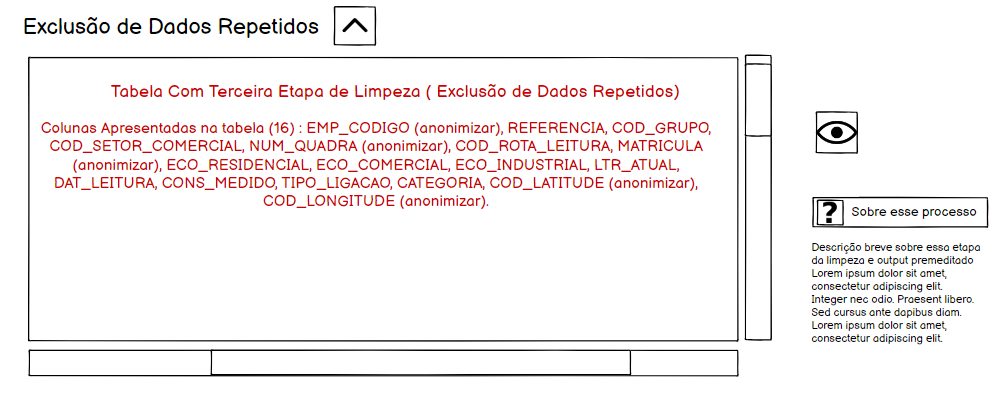 Exclusão de Dados Repetidos
Tabela Com Terceira Etapa de Limpeza ( Exclusão de Dados Repetidos)
Colunas Apresentadas na tabela (16) : EMP_CODIGO (anonimizar), REFERENCIA, COD_GRUPO,
COD_SETOR_COMERCIAL, NUM_QUADRA (anonimizar), COD_ROTA_LEITURA, MATRICULA
(anonimizar), ECO_RESIDENCIAL, ECO_COMERCIAL, ECO_INDUSTRIAL, LTR_ATUAL,
DAT_LEITURA, CONS_MEDIDO, TIPO_LIGACAO, CATEGORIA, COD_LATITUDE (anonimizar),
COD_LONGITUDE (anonimizar).
? Sobre esse processo
Descrição breve sobre essa etapa
da limpeza e output premeditado
Lorem ipsum dolor sit amet,
consectetur adipiscing elit.
Integer nec odio. Praesent libero.
Sed cursus ante dapibus diam.
Lorem ipsum dolor sit amet,
consectetur adipiscing elit.